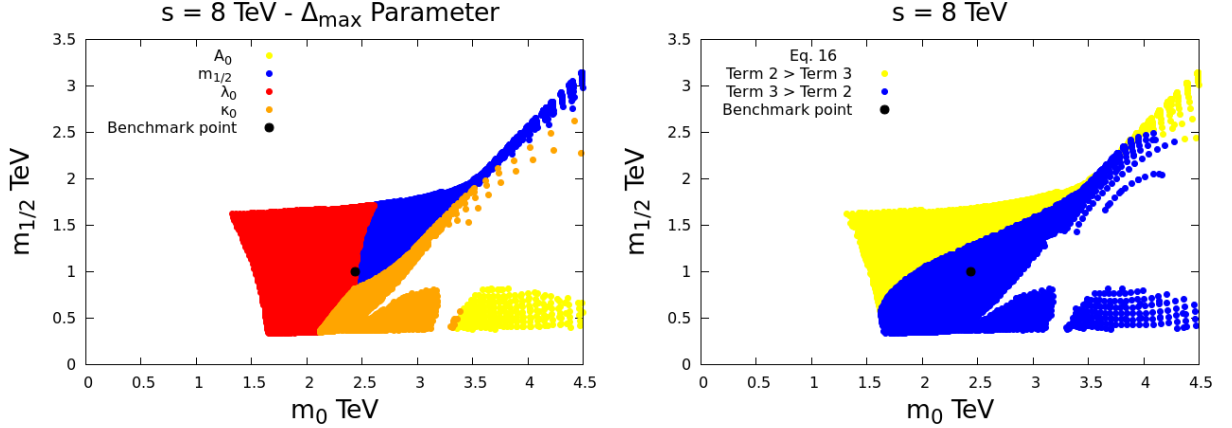 s = 8 TeV - Δmax Parameter
A0
m1/2
λ0
κ0
Benchmark point
m1/2 TeV
3.5
3
2.5
2
1.5
1
0.5
0
0 0.5 1 1.5 2 2.5 3 3.5 4 4.5
m0 TeV
s = 8 TeV
Eq. 16
Term 2 > Term 3
Term 3 > Term 2
Benchmark point
m1/2 TeV
3.5
3
2.5
2
1.5
1
0.5
0
0 0.5 1 1.5 2 2.5 3 3.5 4 4.5
m0 TeV